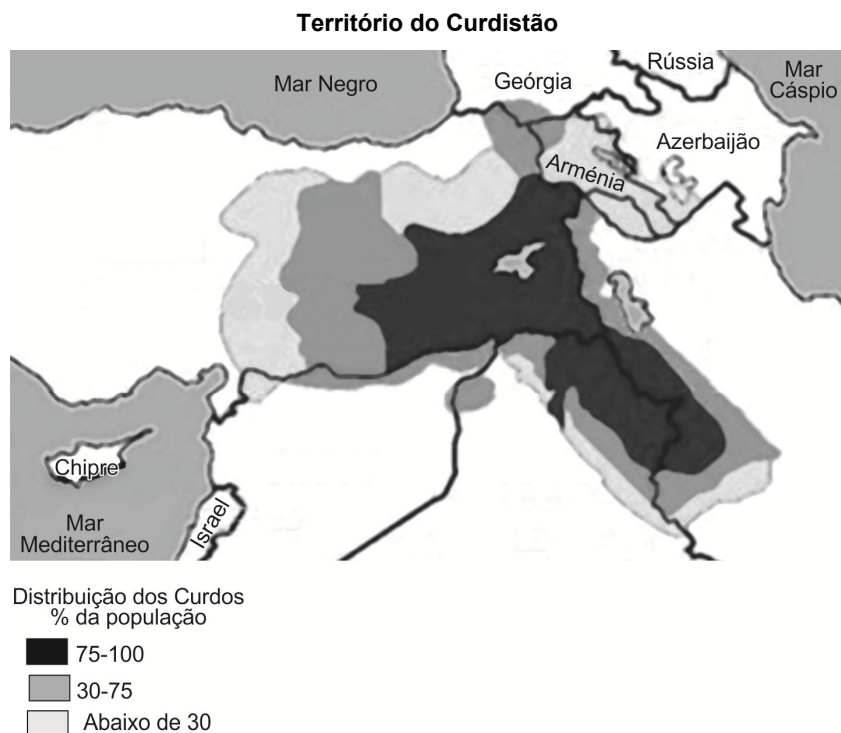 Território do Curdistão
Mar Negro
Geórgia
Rússia
Mar
Cáspio
Azerbaijão
Arménia
Chipre
Israel
Mar
Mediterrâneo
Distribuição dos Curdos
% da população
75-100
30-75
Abaixo de 30